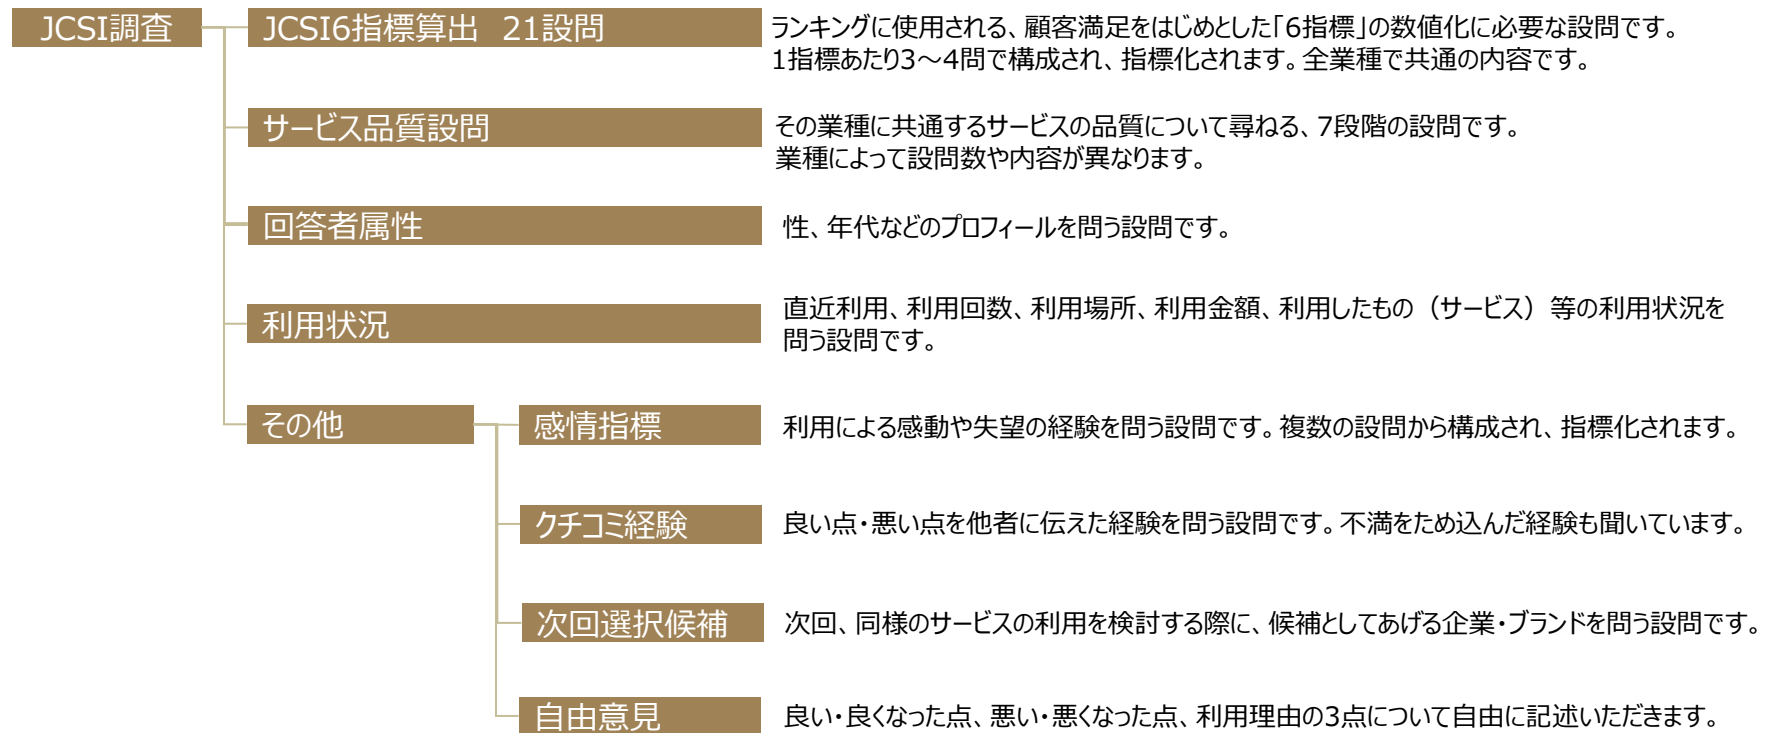 JCSI調査
JCSI6指標算出　21設問
ランキングに使用される、顧客満足をはじめとした「6指標」の数値化に必要な設問です。
1指標あたり3～4問で構成され、指標化されます。全業種で共通の内容です。
サービス品質設問
その業種に共通するサービスの品質について尋ねる、7段階の設問です。
業種によって設問数や内容が異なります。
回答者属性
性、年代などのプロフィールを問う設問です。
利用状況
直近利用、利用回数、利用場所、利用金額、利用したもの（サービス）等の利用状況を
問う設問です。
その他
感情指標
利用による感動や失望の経験を問う設問です。複数の設問から構成され、指標化されます。
クチコミ経験
良い点・悪い点を他者に伝えた経験を問う設問です。不満をため込んだ経験も聞いています。
次回選択候補
次回、同様のサービスの利用を検討する際に、候補としてあげる企業・ブランドを問う設問です。
自由意見
良い・良くなった点、悪い・悪くなった点、利用理由の3点について自由に記述いただきます。